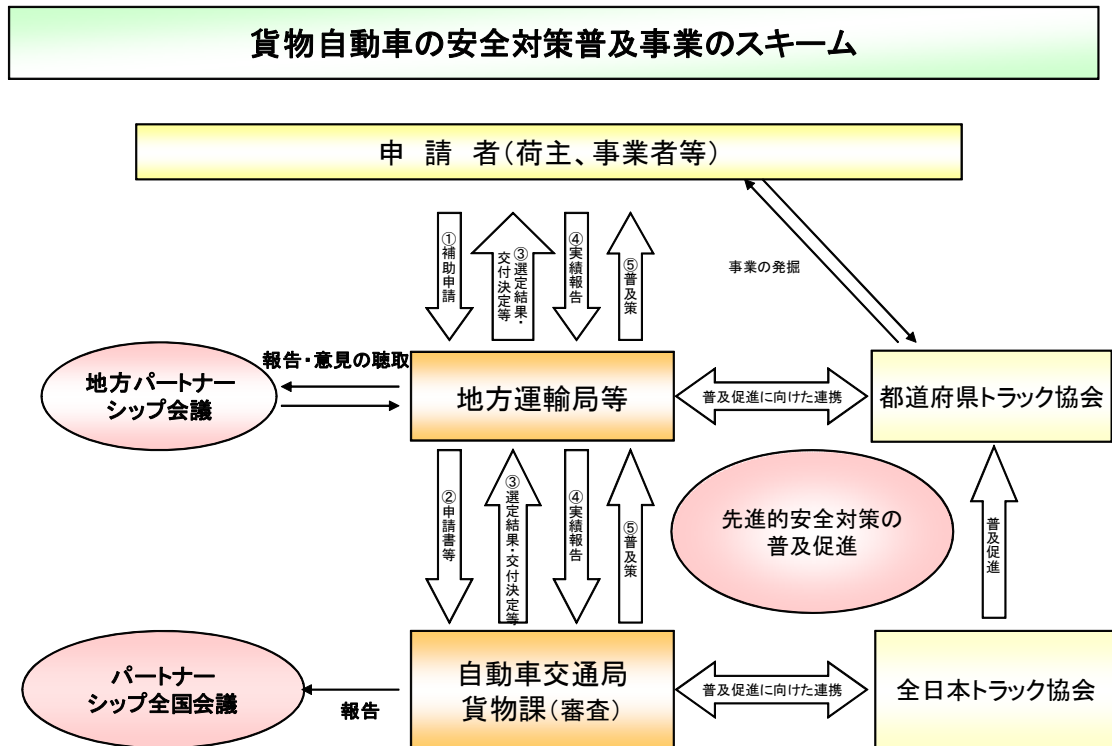 貨物自動車の安全対策普及事業のスキーム
申　請　者（荷主、事業者等）
①補助申請
③選定結果・
交付決定等
④実績報告
⑤普及策
事業の発掘
地方パートナー
シップ会議
報告・意見の聴取
地方運輸局等
普及促進に向けた連携
都道府県トラック協会
②申請書等
③選定結果・交付決定等
④実績報告
⑤普及策
先進的安全対策の
普及促進
普及促進
パートナー
シップ全国会議
報告
自動車交通局
貨物課（審査）
普及促進に向けた連携
全日本トラック協会